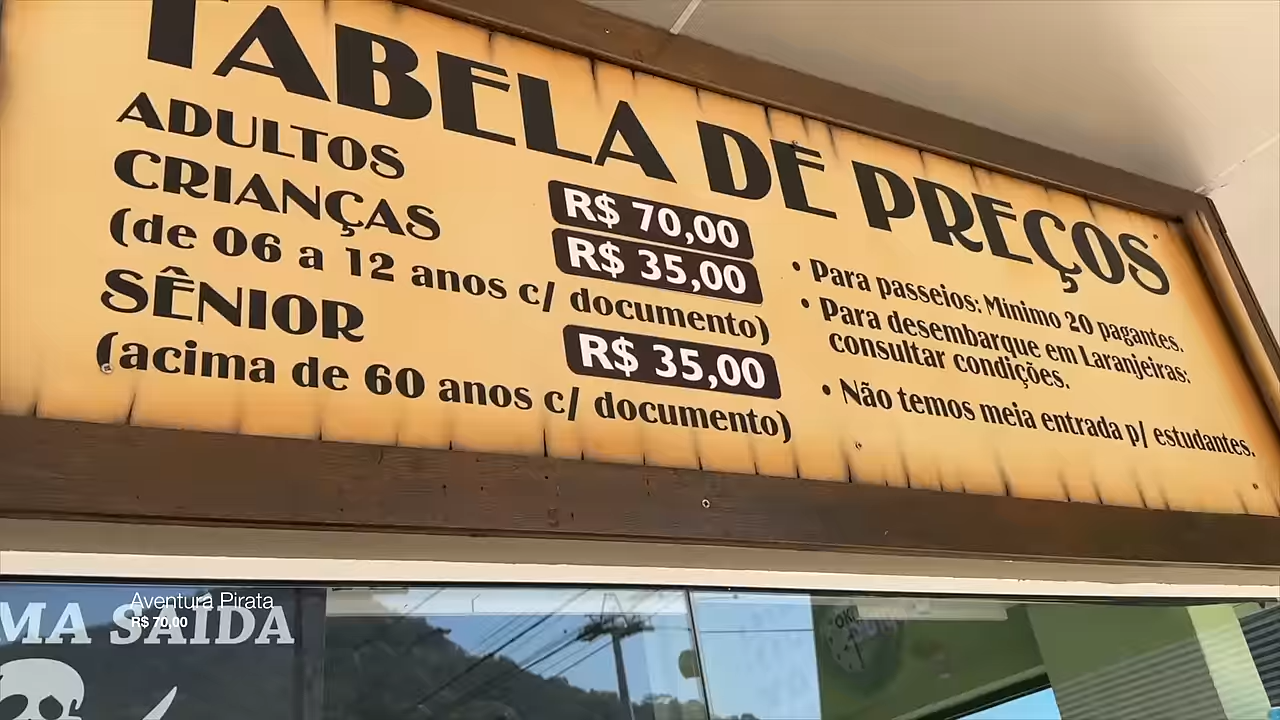 TABELA DE PREÇOS
ADULTOS R$ 70,00
CRIANÇAS R$ 35,00
(de 06 a 12 anos c/ documento)
SÊNIOR R$ 35,00
(acima de 60 anos c/ documento)
• Para passeios: Mínimo 20 pagantes.
• Para desembarque em Laranjeiras:
consultar condições.
• Não temos meia entrada p/ estudantes.
MA SAÍDA
Aventura Pirata
R$ 70,00